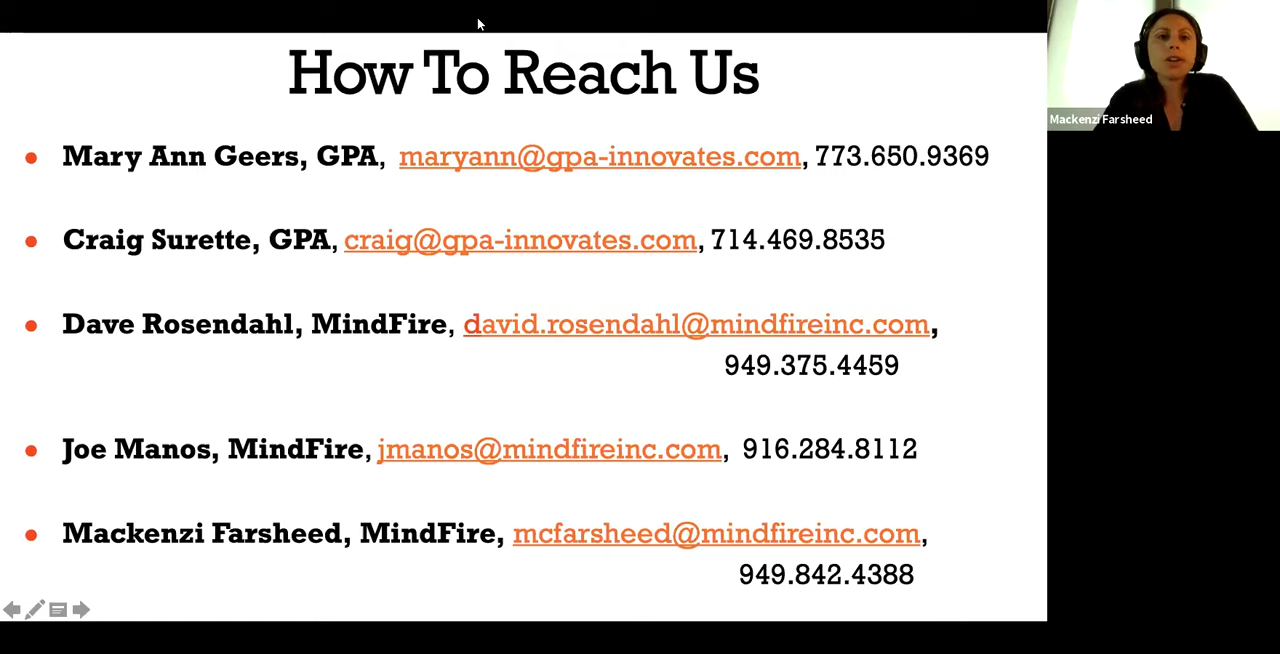 How To Reach Us
Mackenzi Farsheed
• Mary Ann Geers, GPA, maryann@gpa-innovates.com, 773.650.9369
• Craig Surette, GPA, craig@gpa-innovates.com, 714.469.8535
• Dave Rosendahl, MindFire, david.rosendahl@mindfireinc.com,
949.375.4459
• Joe Manos, MindFire, jmanos@mindfireinc.com, 916.284.8112
• Mackenzi Farsheed, MindFire, mcfarsheed@mindfireinc.com,
949.842.4388